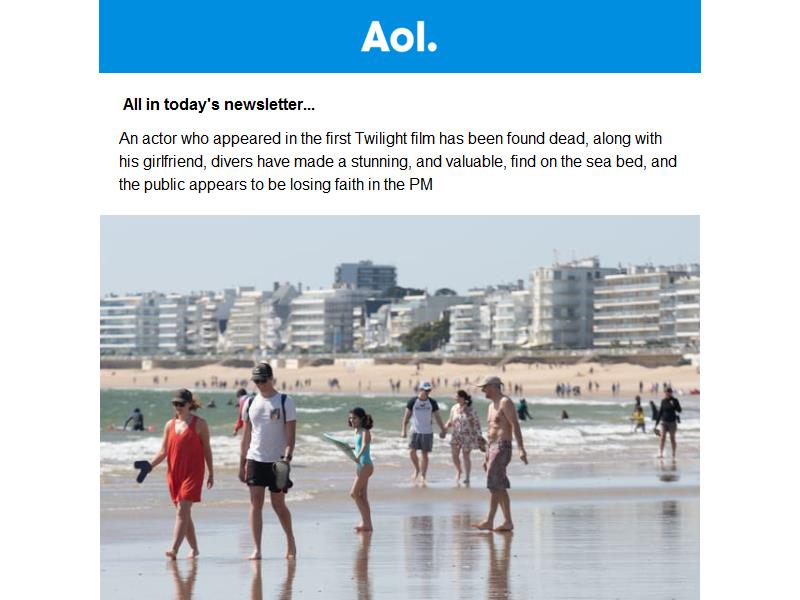 Aol.
All in today's newsletter...
An actor who appeared in the first Twilight film has been found dead, along with
his girlfriend, divers have made a stunning, and valuable, find on the sea bed, and
the public appears to be losing faith in the PM